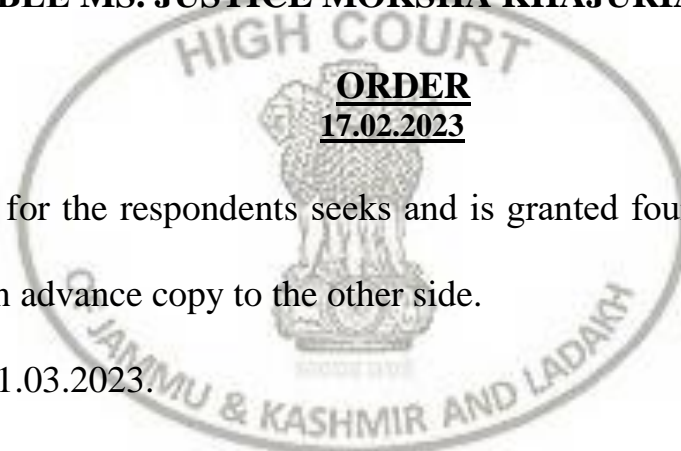 BLE MS. JUSTICE MOKSHA KHAJURIA
HIGH COURT
ORDER
17.02.2023
for the respondents seeks and is granted fou
advance copy to the other side.
1.03.2023.
OF JAMMU & KASHMIR AND LADAKH